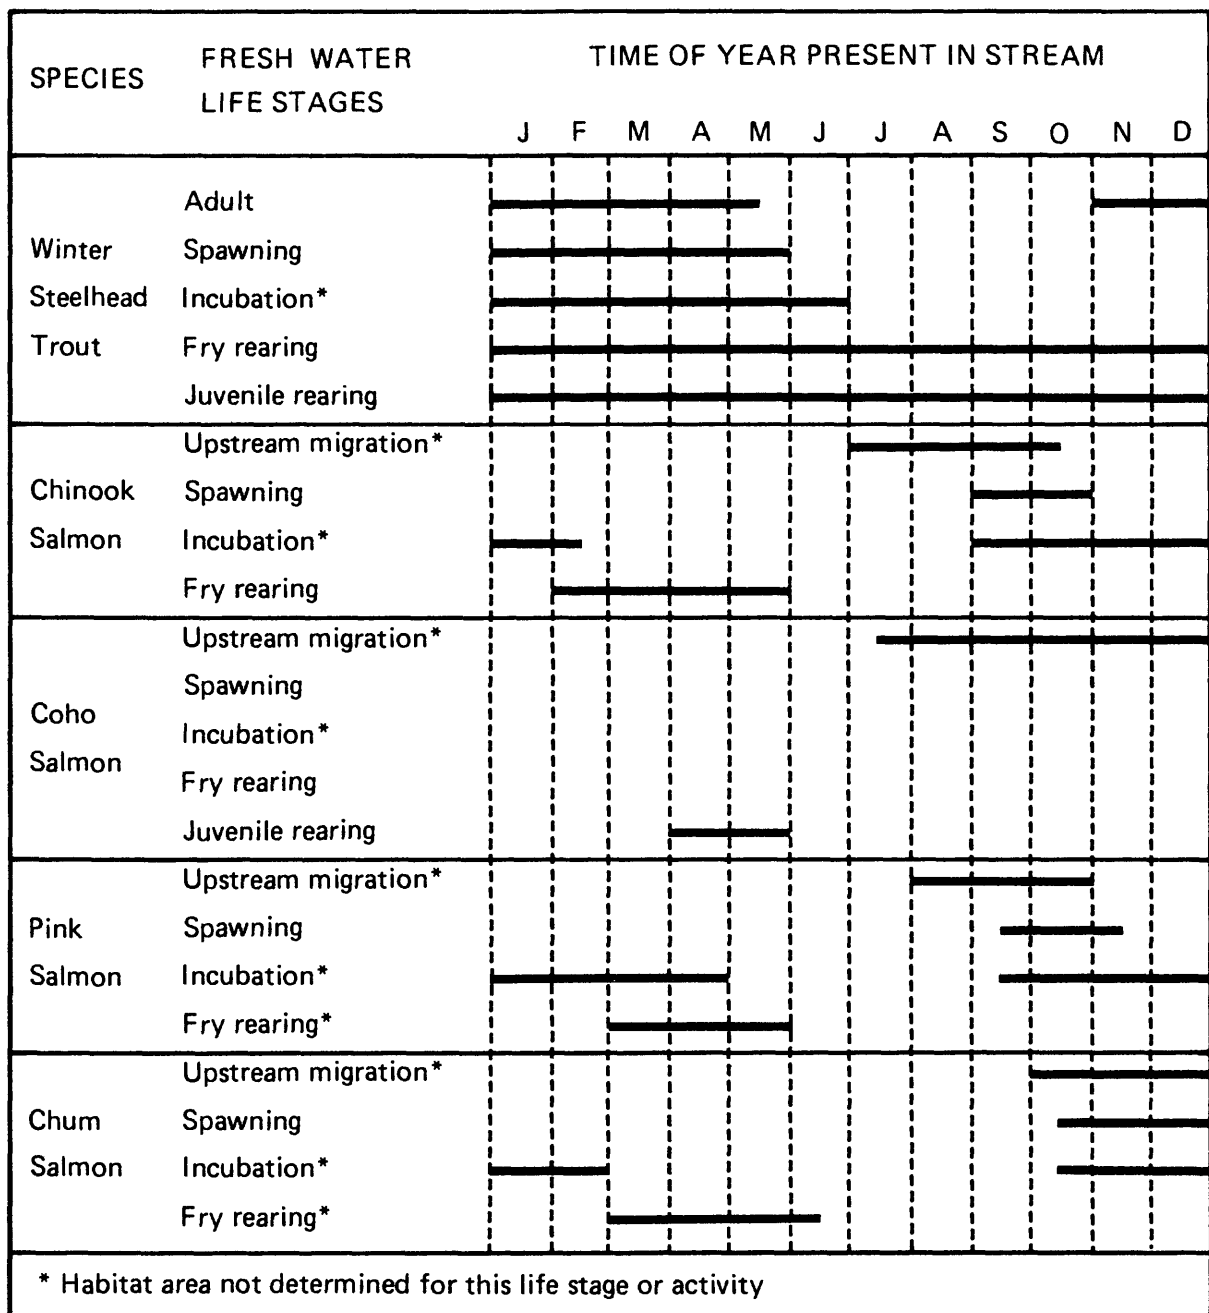 SPECIES FRESH WATER LIFE STAGES TIME OF YEAR PRESENT IN STREAM
J F M A M J J A S O N D
Winter Steelhead Trout
Adult
Spawning
Incubation*
Fry rearing
Juvenile rearing
Chinook Salmon
Upstream migration*
Spawning
Incubation*
Fry rearing
Coho Salmon
Upstream migration*
Spawning
Incubation*
Fry rearing
Juvenile rearing
Pink Salmon
Upstream migration*
Spawning
Incubation*
Fry rearing*
Chum Salmon
Upstream migration*
Spawning
Incubation*
Fry rearing*
* Habitat area not determined for this life stage or activity